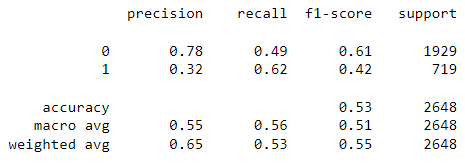 precision recall f1-score support
0 0.78 0.49 0.61 1929
1 0.32 0.62 0.42 719
accuracy 0.53 2648
macro avg 0.55 0.56 0.51 2648
weighted avg 0.65 0.53 0.55 2648